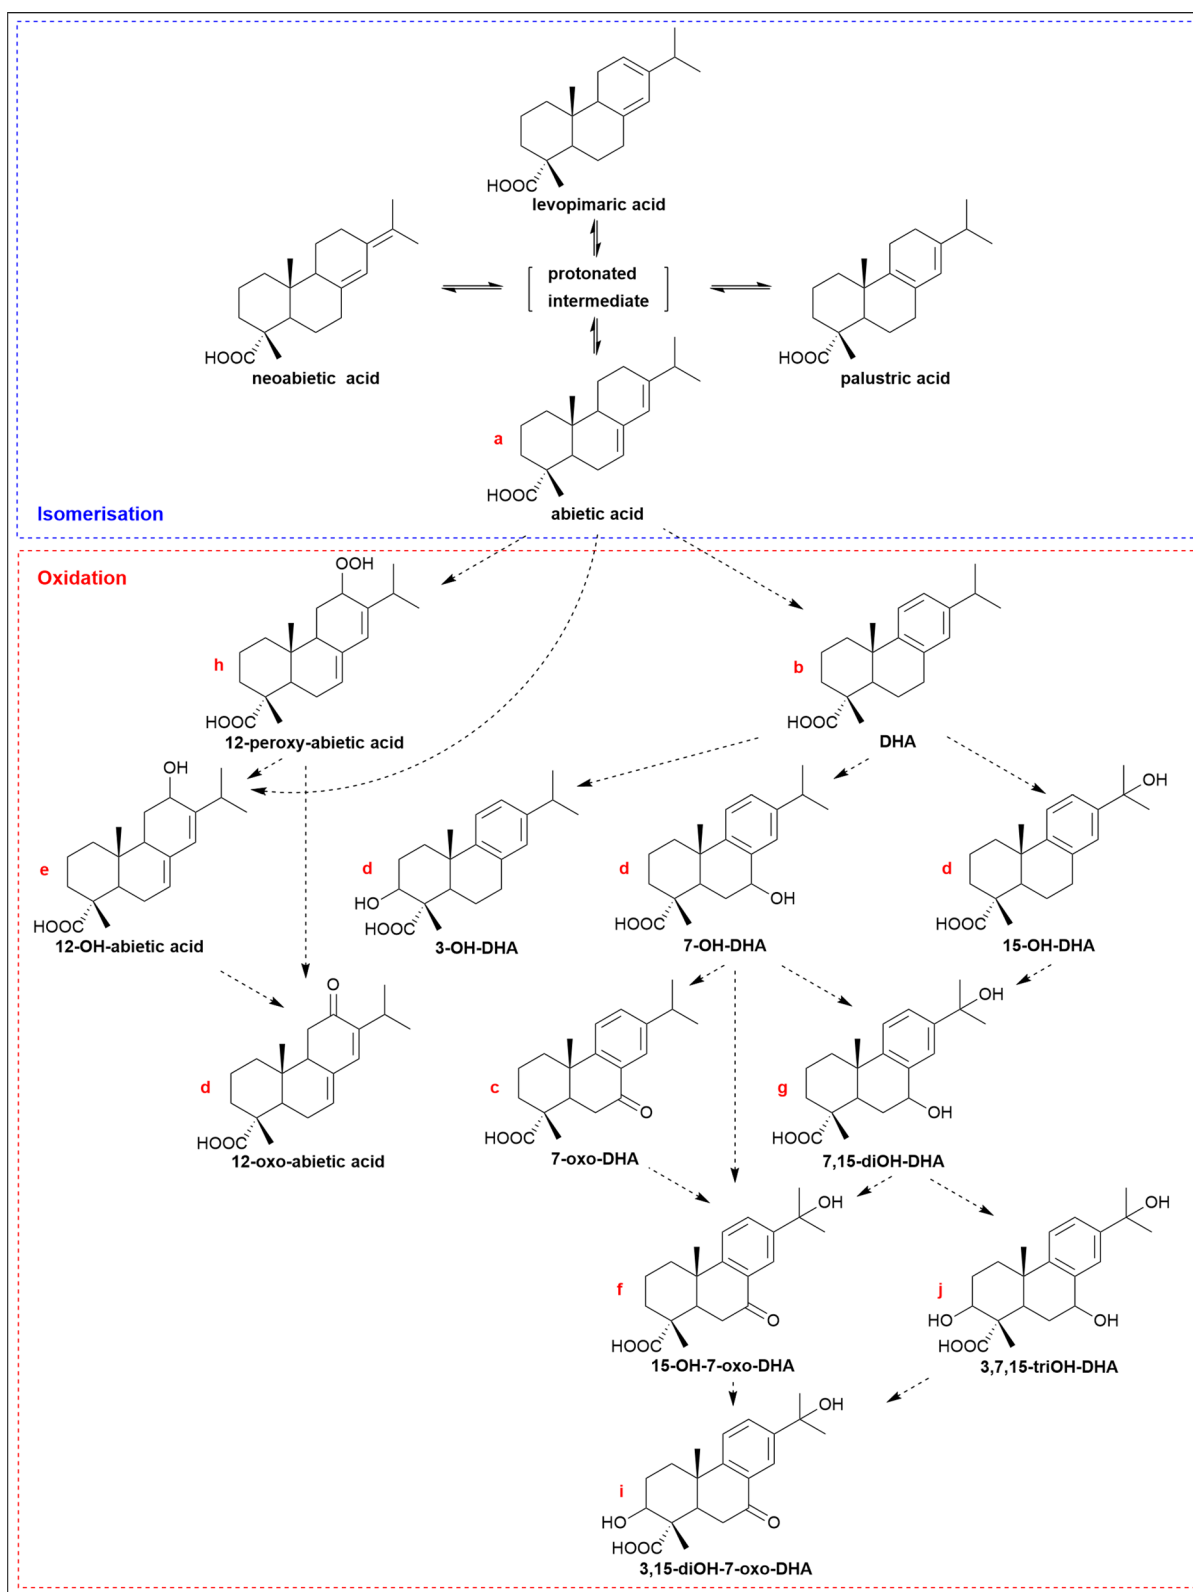 HOOC
levopimaric acid
HOOC
neoabietic acid
protonated
intermediate
HOOC
palustric acid
a
HOOC
abietic acid
Isomerisation
Oxidation
OOH
h
HOOC
12-peroxy-abietic acid
b
HOOC
DHA
OH
e
HOOC
12-OH-abietic acid
d
HO
HOOC
3-OH-DHA
d
OH
HOOC
7-OH-DHA
OH
d
HOOC
15-OH-DHA
O
d
HOOC
12-oxo-abietic acid
c
O
HOOC
7-oxo-DHA
OH
g
OH
HOOC
7,15-diOH-DHA
OH
f
O
HOOC
15-OH-7-oxo-DHA
OH
j
HO
OH
HOOC
3,7,15-triOH-DHA
OH
i
HO
O
HOOC
3,15-diOH-7-oxo-DHA